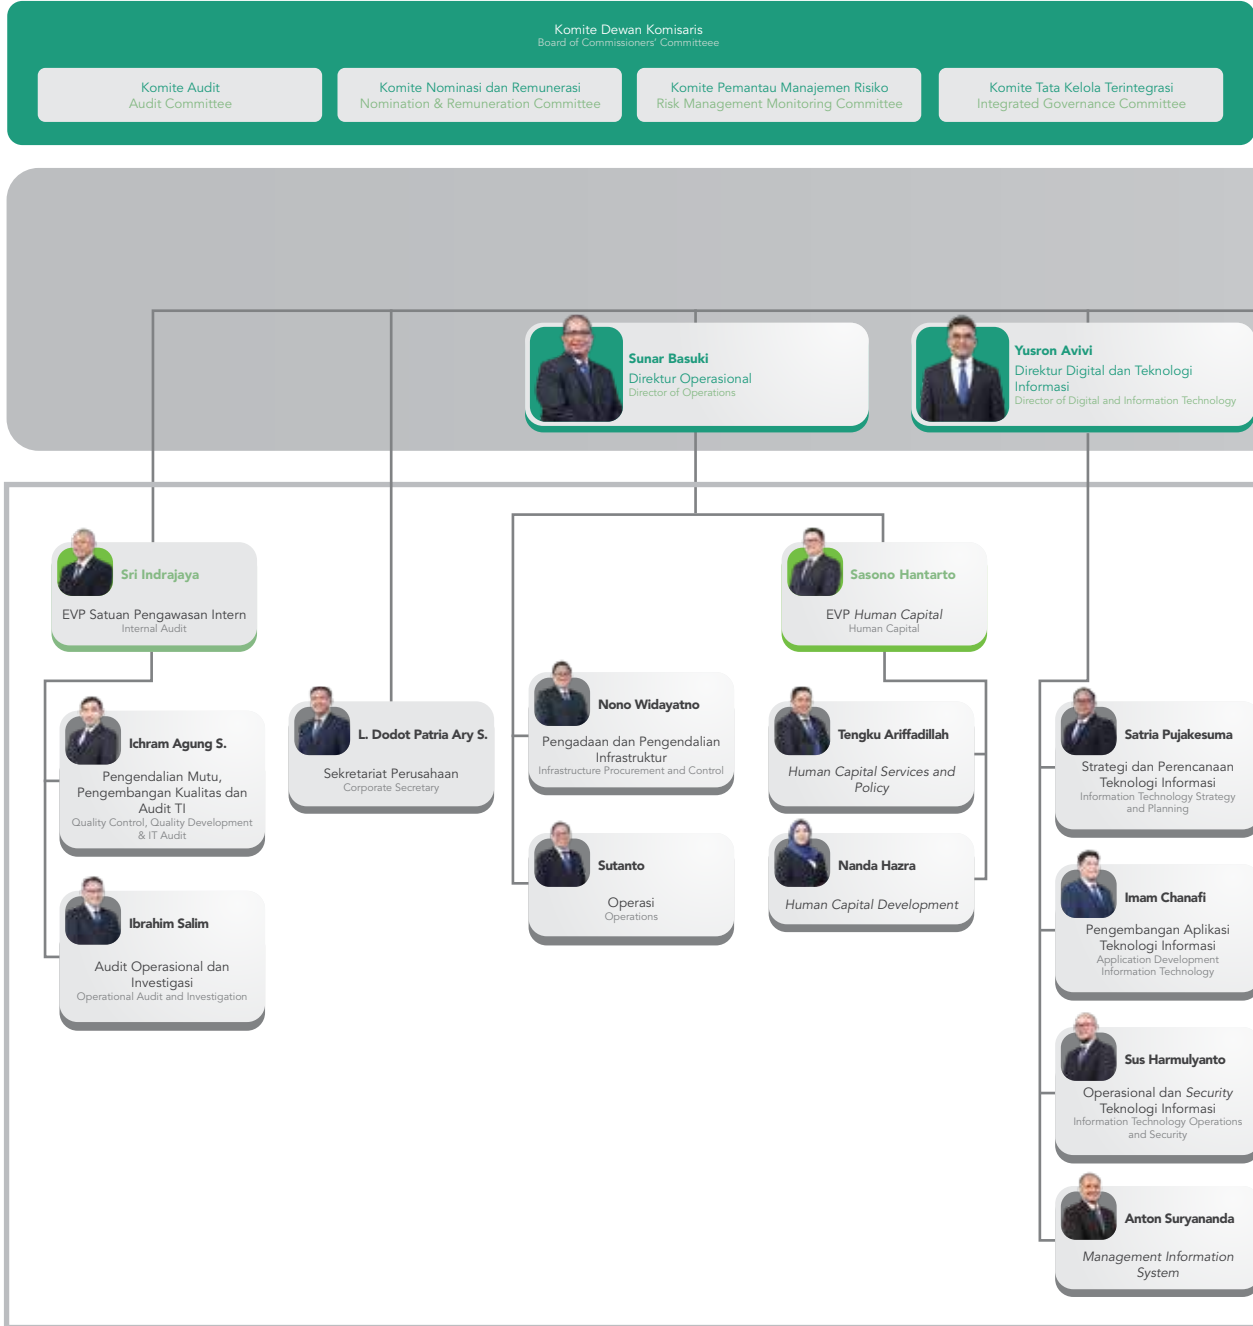 Komite Dewan Komisaris
Board of Commissioners' Committeee
Komite Audit
Audit Committee
Komite Nominasi dan Remunerasi
Nomination & Remuneration Committee
Komite Pemantau Manajemen Risiko
Risk Management Monitoring Committee
Komite Tata Kelola Terintegrasi
Integrated Governance Committee
Sunar Basuki
Direktur Operasional
Director of Operations
Yusron Avivi
Direktur Digital dan Teknologi
Informasi
Director of Digital and Information Technology
Sri Indrajaya
EVP Satuan Pengawasan Intern
Internal Audit
Sasono Hantarto
EVP Human Capital
Human Capital
Ichram Agung S.
Pengendalian Mutu,
Pengembangan Kualitas dan
Audit TI
Quality Control, Quality Development
& IT Audit
Ibrahim Salim
Audit Operasional dan
Investigasi
Operational Audit and Investigation
L. Dodot Patria Ary S.
Sekretariat Perusahaan
Corporate Secretary
Nono Widayatno
Pengadaan dan Pengendalian
Infrastruktur
Infrastructure Procurement and Control
Sutanto
Operasi
Operations
Tengku Ariffadillah
Human Capital Services and
Policy
Nanda Hazra
Human Capital Development
Satria Pujakesuma
Strategi dan Perencanaan
Teknologi Informasi
Information Technology Strategy
and Planning
Imam Chanafi
Pengembangan Aplikasi
Teknologi Informasi
Application Development
Information Technology
Sus Harmulyanto
Operasional dan Security
Teknologi Informasi
Information Technology Operations
and Security
Anton Suryananda
Management Information
System